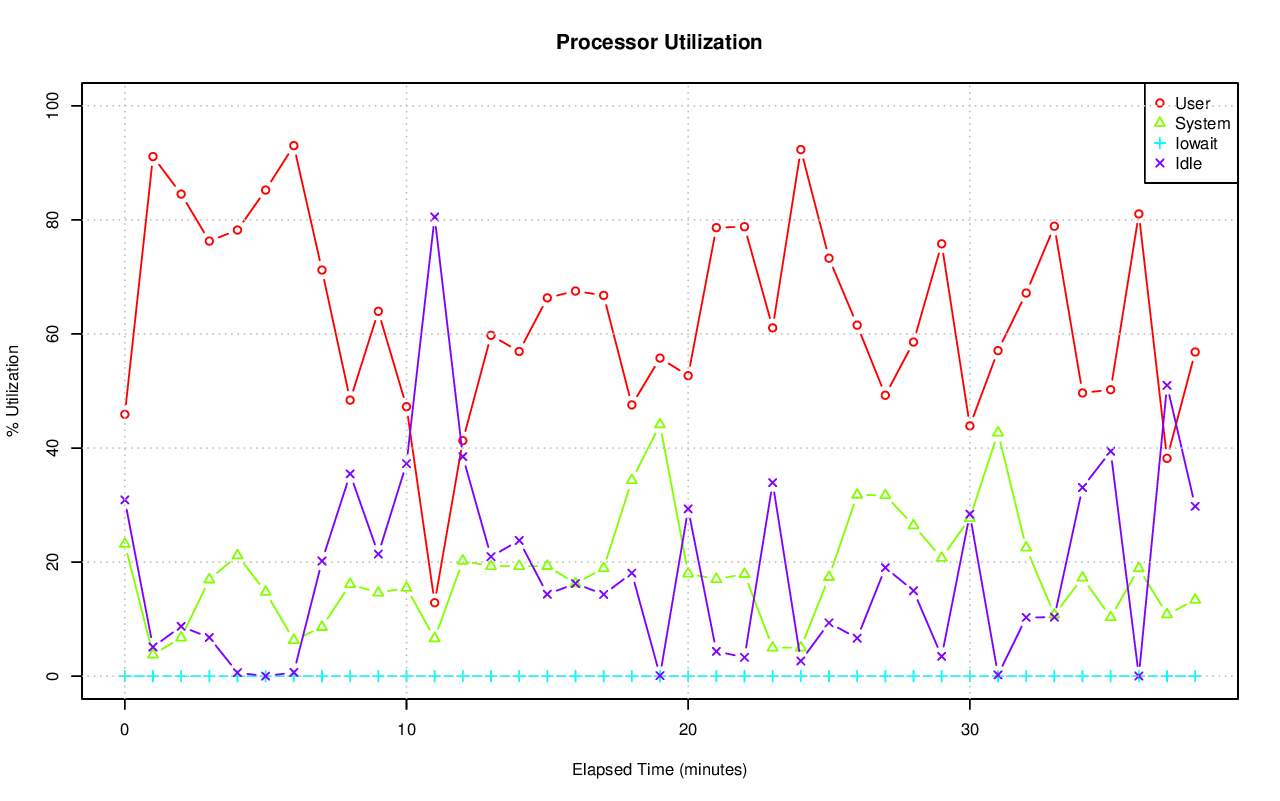 Processor Utilization
100
80
60
40
20
0
% Utilization
User
System
Iowait
Idle
0 10 20 30
Elapsed Time (minutes)